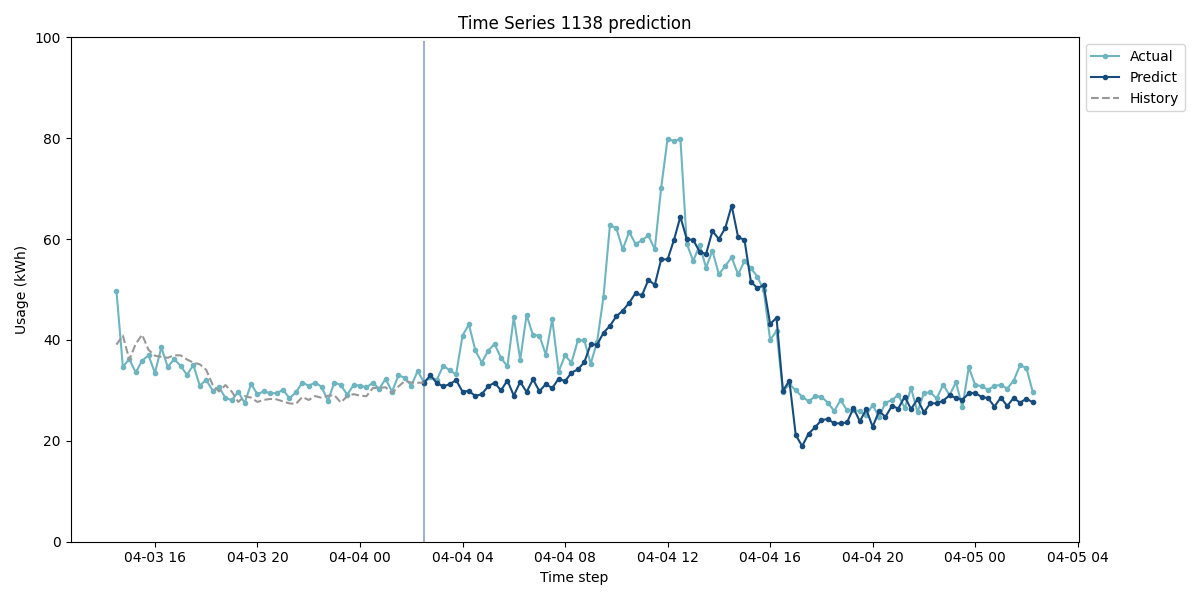 Time Series 1138 prediction
Actual
Predict
History
Usage (kWh)
100
80
60
40
20
0
04-03 16
04-03 20
04-04 00
04-04 04
04-04 08
04-04 12
04-04 16
04-04 20
04-05 00
04-05 04
Time step